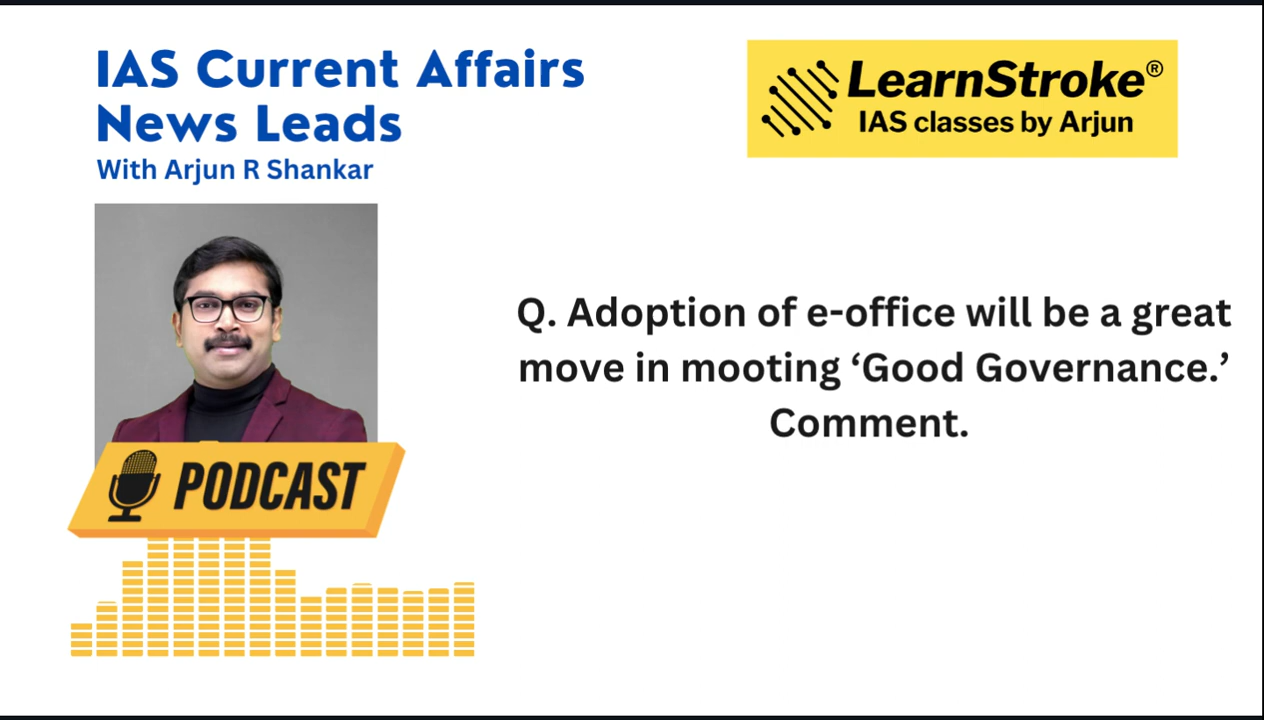 IAS Current Affairs
News Leads
With Arjun R Shankar
LearnStroke®
IAS classes by Arjun
PODCAST
Q. Adoption of e-office will be a great
move in mooting ‘Good Governance.’
Comment.